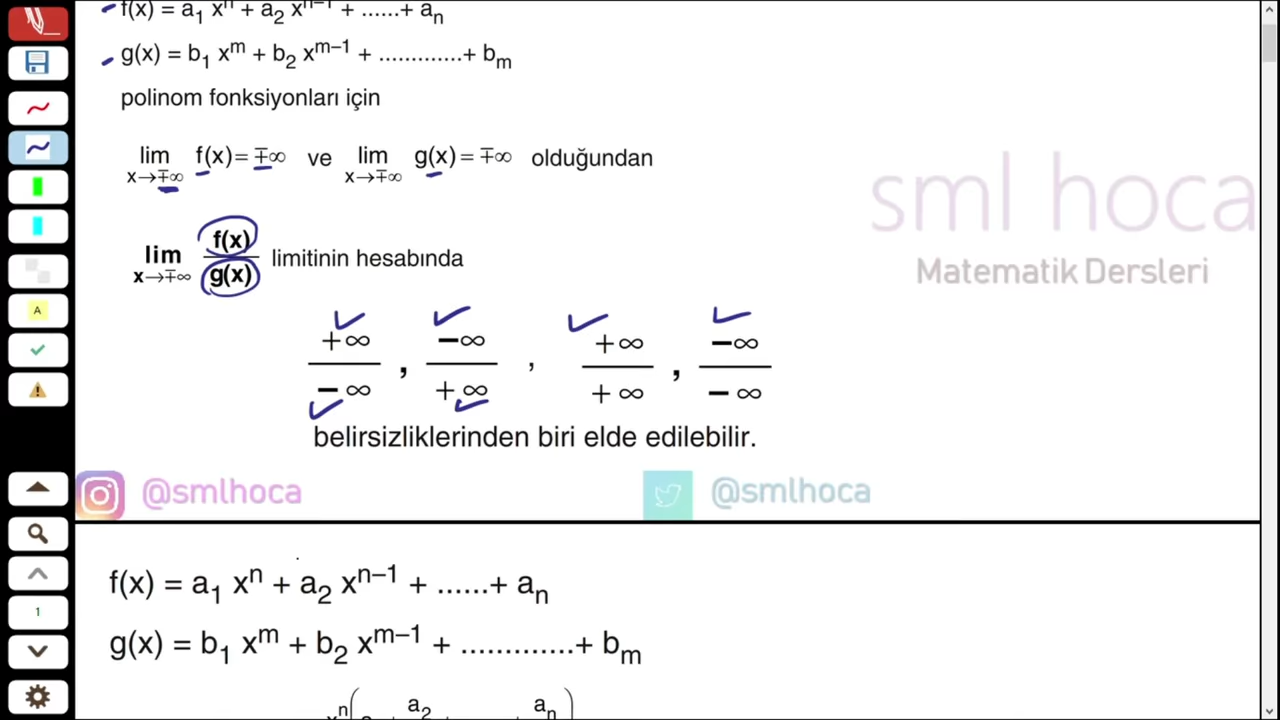 f(x) = a₁ xⁿ + a₂ xⁿ⁻¹ + ......+ aₙ
g(x) = b₁ xᵐ + b₂ xᵐ⁻¹ + .............+ bₘ
polinom fonksiyonları için
lim x→∓∞ f(x) = ∓∞ ve lim x→∓∞ g(x) = ∓∞ olduğundan
lim x→∓∞ f(x)/g(x) limitinin hesabında
+∞/−∞ , −∞/+∞ , +∞/+∞ , −∞/−∞
belirsizliklerinden biri elde edilebilir.
sml hoca
Matematik Dersleri
@smlhoca @smlhoca
f(x) = a₁ xⁿ + a₂ xⁿ⁻¹ + ......+ aₙ
g(x) = b₁ xᵐ + b₂ xᵐ⁻¹ + .............+ bₘ
A
1